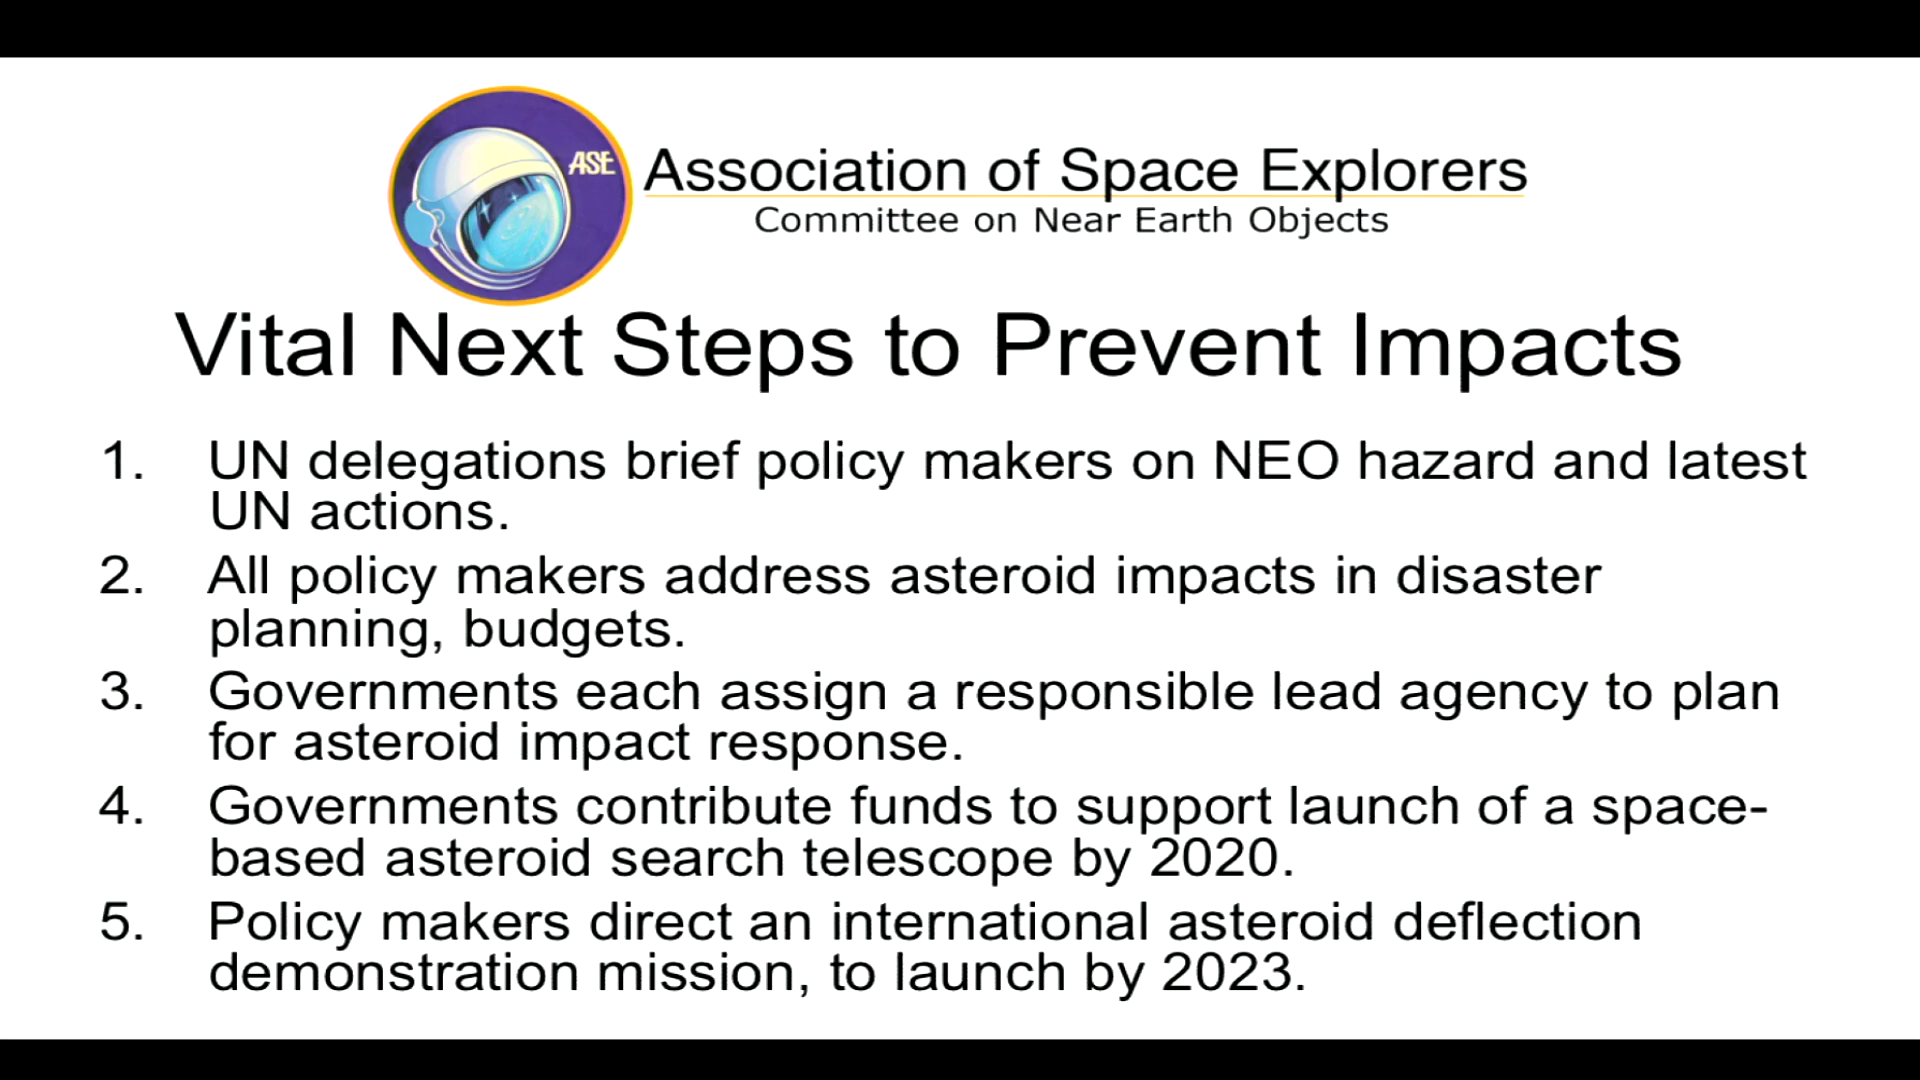 ASE
Association of Space Explorers
Committee on Near Earth Objects
Vital Next Steps to Prevent Impacts
1. UN delegations brief policy makers on NEO hazard and latest
UN actions.
2. All policy makers address asteroid impacts in disaster
planning, budgets.
3. Governments each assign a responsible lead agency to plan
for asteroid impact response.
4. Governments contribute funds to support launch of a space-
based asteroid search telescope by 2020.
5. Policy makers direct an international asteroid deflection
demonstration mission, to launch by 2023.